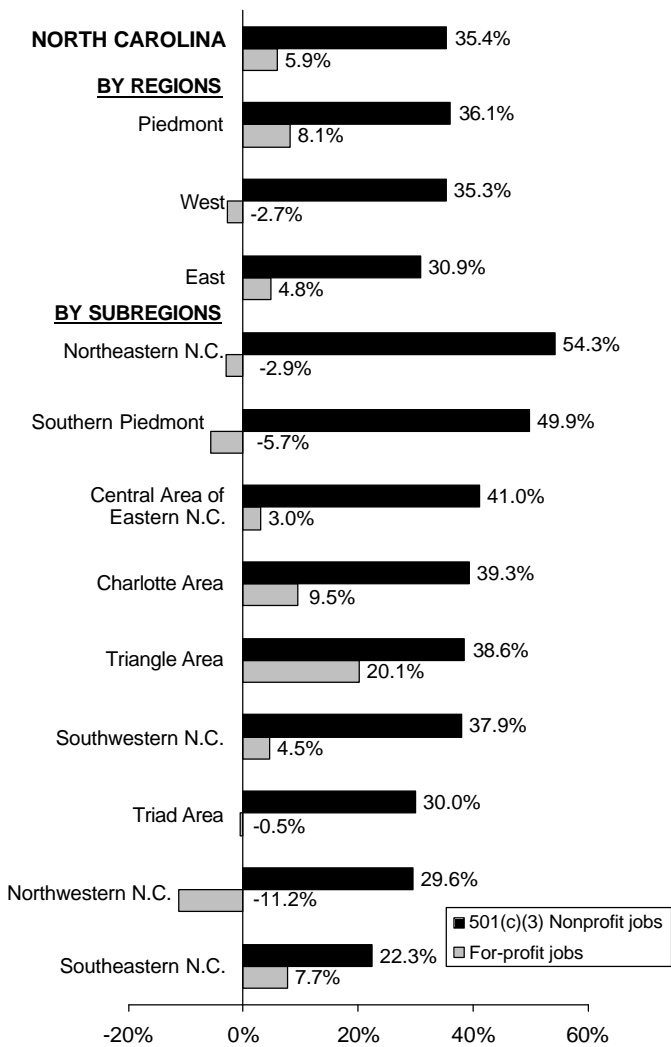 NORTH CAROLINA
35.4%
5.9%
BY REGIONS
Piedmont
36.1%
8.1%
West
35.3%
-2.7%
East
30.9%
4.8%
BY SUBREGIONS
Northeastern N.C.
54.3%
-2.9%
Southern Piedmont
49.9%
-5.7%
Central Area of
Eastern N.C.
41.0%
3.0%
Charlotte Area
39.3%
9.5%
Triangle Area
38.6%
20.1%
Southwestern N.C.
37.9%
4.5%
Triad Area
30.0%
-0.5%
Northwestern N.C.
29.6%
-11.2%
Southeastern N.C.
22.3%
7.7%
501(c)(3) Nonprofit jobs
For-profit jobs
-20% 0% 20% 40% 60%